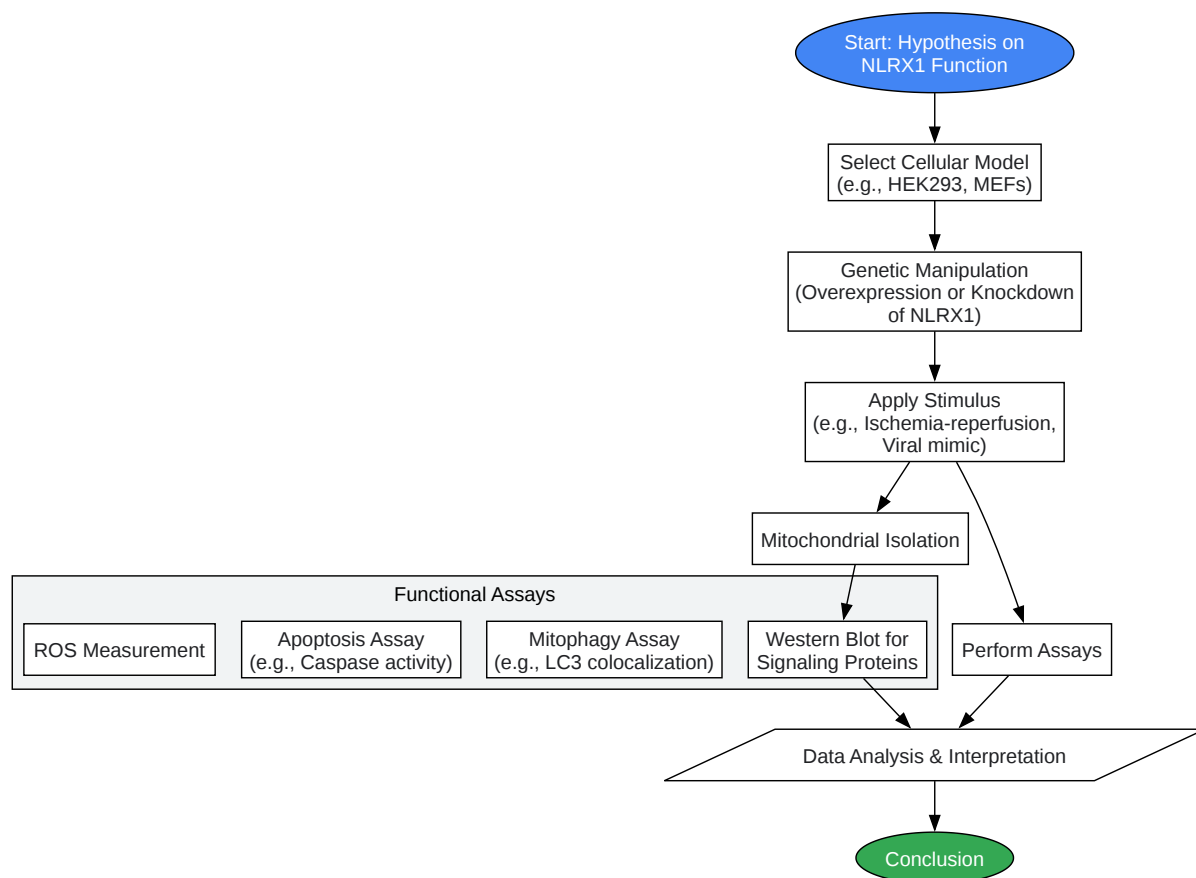 Start: Hypothesis on
NLRX1 Function
Select Cellular Model
(e.g., HEK293, MEFs)
Genetic Manipulation
(Overexpression or Knockdown
of NLRX1)
Apply Stimulus
(e.g., Ischemia-reperfusion,
Viral mimic)
Mitochondrial Isolation
Functional Assays
ROS Measurement
Apoptosis Assay
(e.g., Caspase activity)
Mitophagy Assay
(e.g., LC3 colocalization)
Western Blot for
Signaling Proteins
Perform Assays
Data Analysis & Interpretation
Conclusion